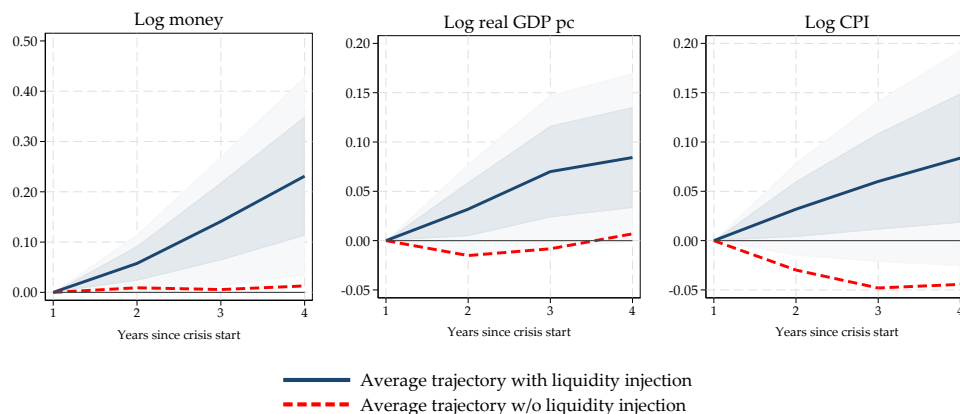 Log money
0.50
0.40
0.30
0.20
0.10
0.00
1 2 3 4
Years since crisis start
Log real GDP pc
0.20
0.15
0.10
0.05
0.00
-0.05
1 2 3 4
Years since crisis start
Log CPI
0.20
0.15
0.10
0.05
0.00
-0.05
1 2 3 4
Years since crisis start
Average trajectory with liquidity injection
Average trajectory w/o liquidity injection